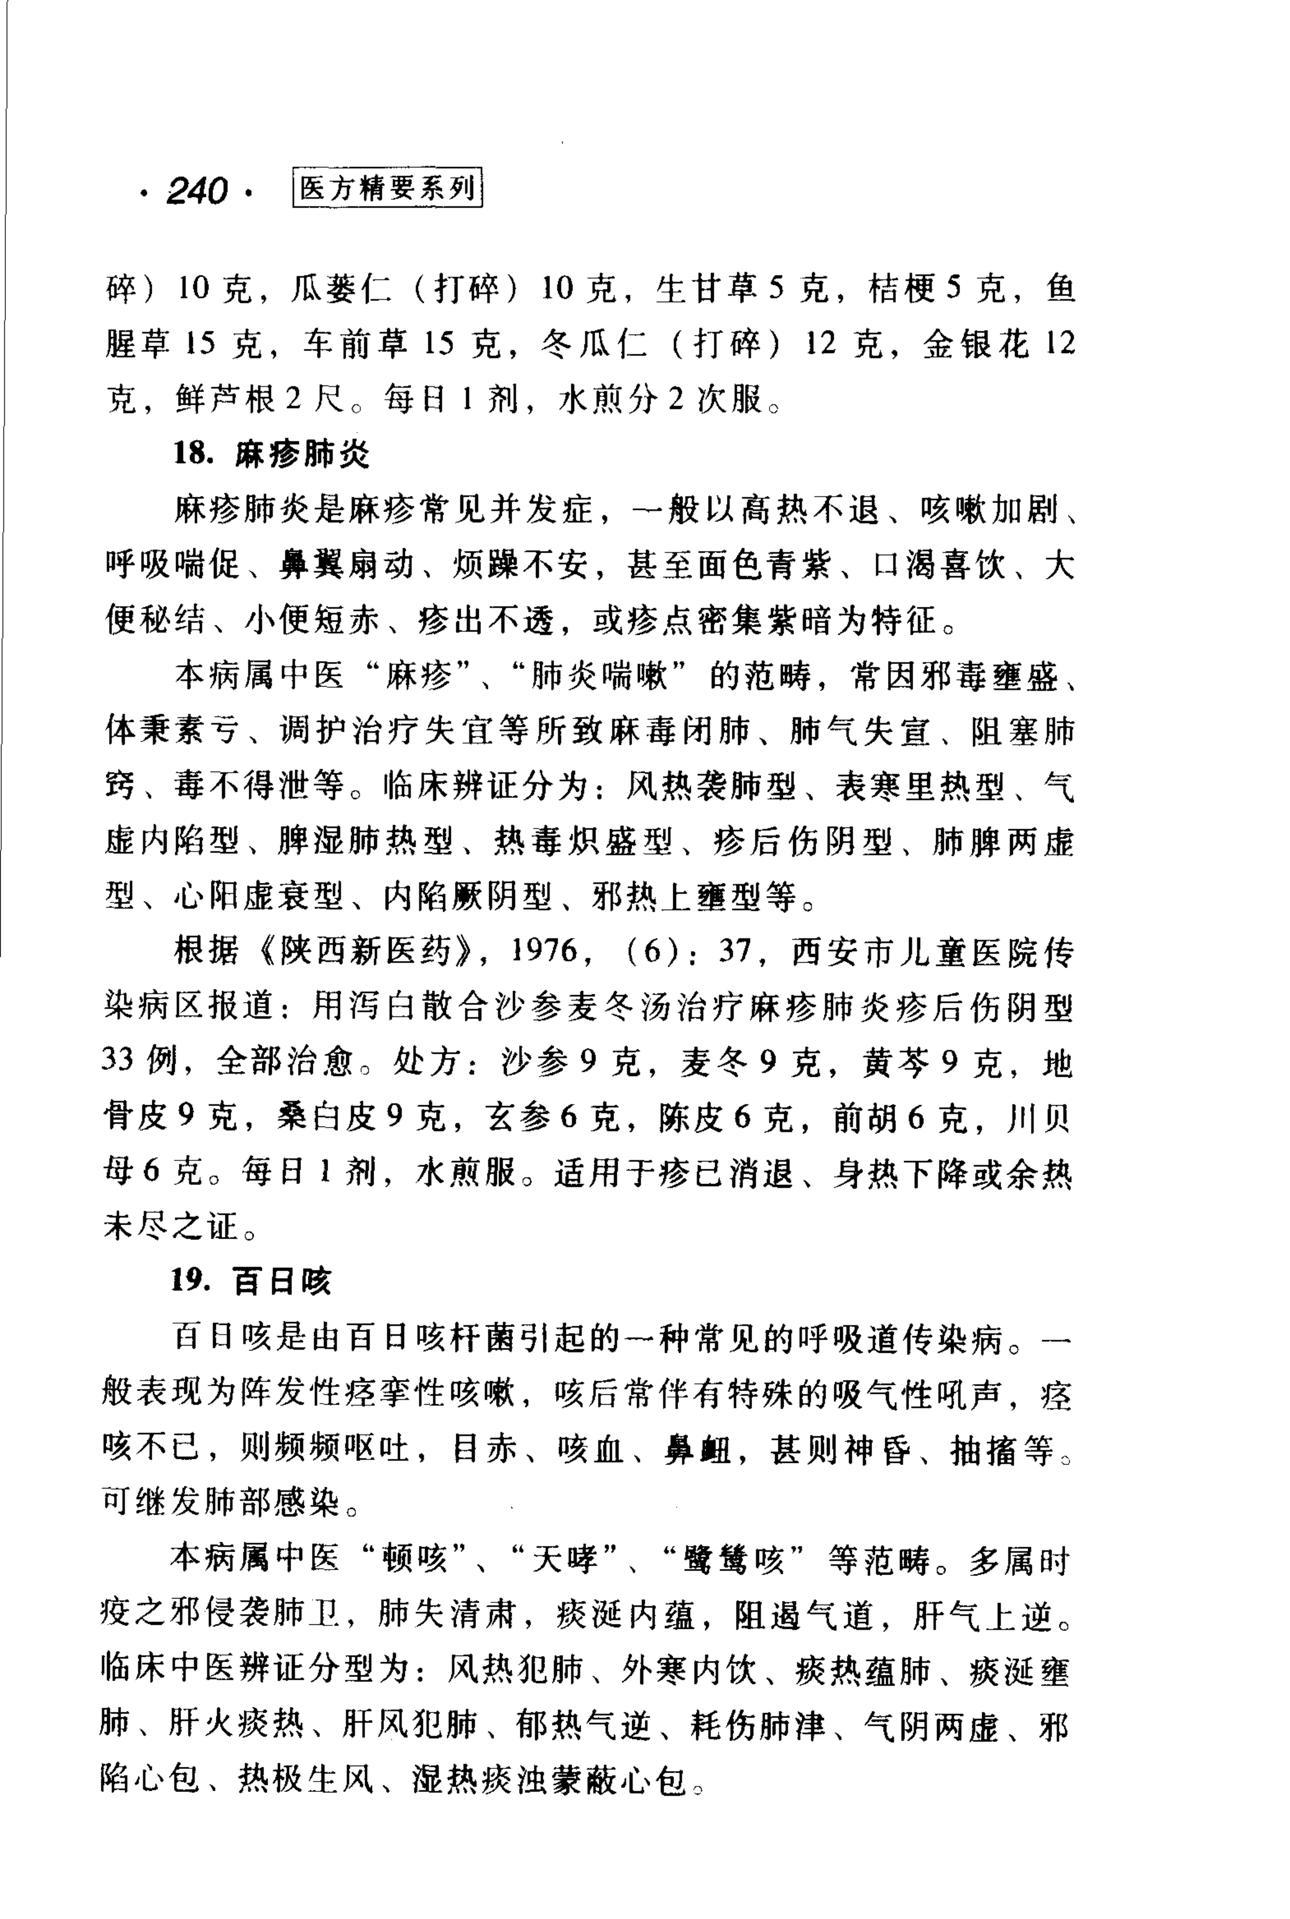 ·240· 医方精要系列
碎）10克，瓜蒌仁（打碎）10克，生甘草5克，桔梗5克，鱼
腥草15克，车前草15克，冬瓜仁（打碎）12克，金银花12
克，鲜芦根2尺。每日1剂，水煎分2次服。
18. 麻疹肺炎
麻疹肺炎是麻疹常见并发症，一般以高热不退、咳嗽加剧、
呼吸喘促、鼻翼扇动、烦躁不安，甚至面色青紫、口渴喜饮、大
便秘结、小便短赤、疹出不透，或疹点密集紫暗为特征。
本病属中医“麻疹”、“肺炎喘嗽”的范畴，常因邪毒壅盛、
体秉素亏、调护治疗失宜等所致麻毒闭肺、肺气失宣、阻塞肺
窍、毒不得泄等。临床辨证分为：风热袭肺型、表寒里热型、气
虚内陷型、脾湿肺热型、热毒炽盛型、疹后伤阴型、肺脾两虚
型、心阳虚衰型、内陷厥阴型、邪热上壅型等。
根据《陕西新医药》，1976，（6）：37，西安市儿童医院传
染病区报道：用泻白散合沙参麦冬汤治疗麻疹肺炎疹后伤阴型
33例，全部治愈。处方：沙参9克，麦冬9克，黄芩9克，地
骨皮9克，桑白皮9克，玄参6克，陈皮6克，前胡6克，川贝
母6克。每日1剂，水煎服。适用于疹已消退、身热下降或余热
未尽之证。
19. 百日咳
百日咳是由百日咳杆菌引起的一种常见的呼吸道传染病。一
般表现为阵发性痉挛性咳嗽，咳后常伴有特殊的吸气性吼声，痉
咳不已，则频频呕吐，目赤、咳血、鼻衄，甚则神昏、抽搐等。
可继发肺部感染。
本病属中医“顿咳”、“天哮”、“鹭鸶咳”等范畴。多属时
疫之邪侵袭肺卫，肺失清肃，痰涎内蕴，阻遏气道，肝气上逆。
临床中医辨证分型为：风热犯肺、外寒内饮、痰热蕴肺、痰涎壅
肺、肝火痰热、肝风犯肺、郁热气逆、耗伤肺津、气阴两虚、邪
陷心包、热极生风、湿热痰浊蒙蔽心包。